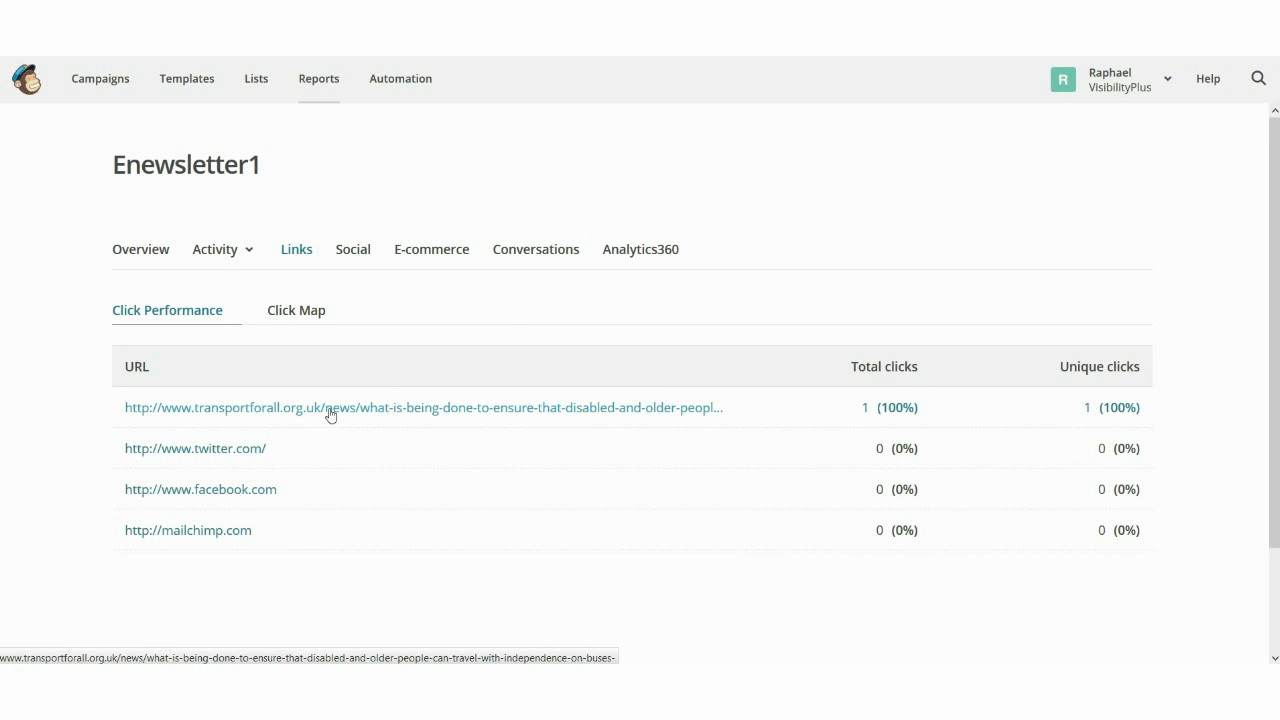 Campaigns Templates Lists Reports Automation
R Raphael Help
VIsibilityPlus
Enewsletter1
Overview Activity Links Social E-commerce Conversations Analytics360
Click Performance Click Map
URL Total clicks Unique clicks
http://www.transportforall.org.uk/news/what-is-being-done-to-ensure-that-disabled-and-older-peopl... 1 (100%) 1 (100%)
http://www.twitter.com/ 0 (0%) 0 (0%)
http://www.facebook.com 0 (0%) 0 (0%)
http://mailchimp.com 0 (0%) 0 (0%)
www.transportforall.org.uk/news/what-is-being-done-to-ensure-that-disabled-and-older-people-can-travel-with-independence-on-buses-